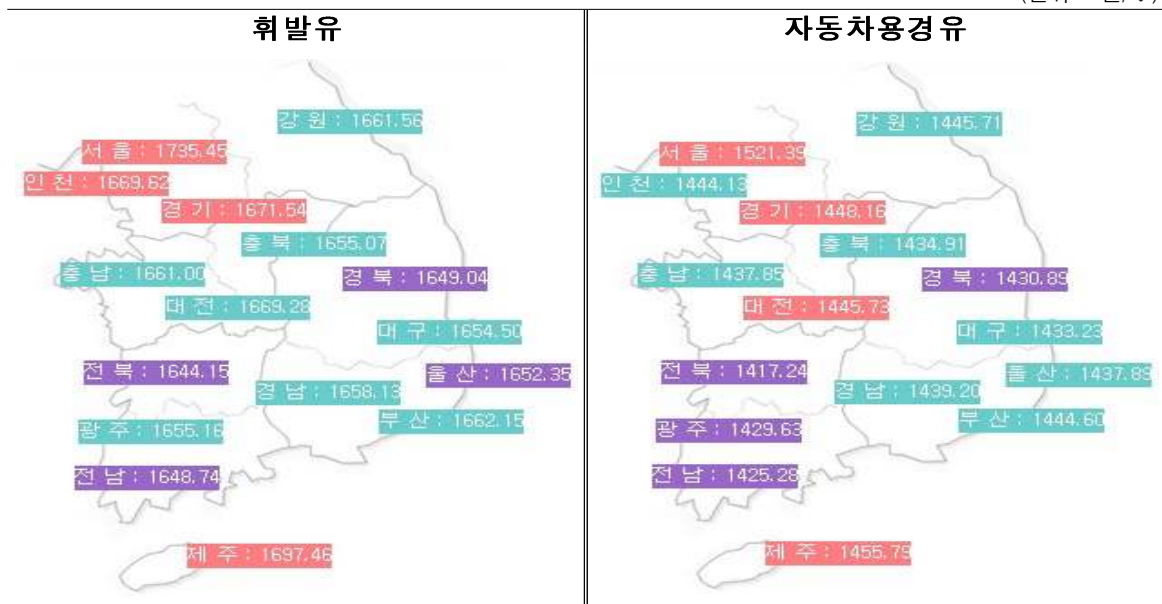 휘발유
강 원 : 1661.56
서 울 : 1735.45
인 천 : 1669.62
경 기 : 1671.54
충 북 : 1655.07
충 남 : 1661.00
경 북 : 1649.04
대 전 : 1669.28
대 구 : 1654.50
전 북 : 1644.15
울 산 : 1652.35
경 남 : 1658.13
부 산 : 1662.15
광 주 : 1655.16
전 남 : 1648.74
제 주 : 1697.46
자동차용경유
강 원 : 1445.71
서 울 : 1521.39
인 천 : 1444.13
경 기 : 1448.16
충 북 : 1434.91
충 남 : 1437.85
경 북 : 1430.89
대 전 : 1445.73
대 구 : 1433.23
전 북 : 1417.24
울 산 : 1437.89
경 남 : 1439.20
부 산 : 1444.60
광 주 : 1429.63
전 남 : 1425.28
제 주 : 1455.79